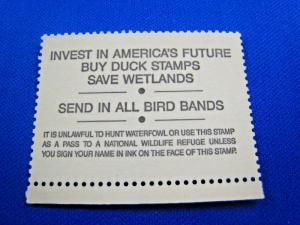 INVEST IN AMERICA'S FUTURE
BUY DUCK STAMPS
SAVE WETLANDS
SEND IN ALL BIRD BANDS
IT IS UNLAWFUL TO HUNT WATERFOWL OR USE THIS STAMP
AS A PASS TO A NATIONAL WILDLIFE REFUGE UNLESS
YOU SIGN YOUR NAME IN INK ON THE FACE OF THIS STAMP.